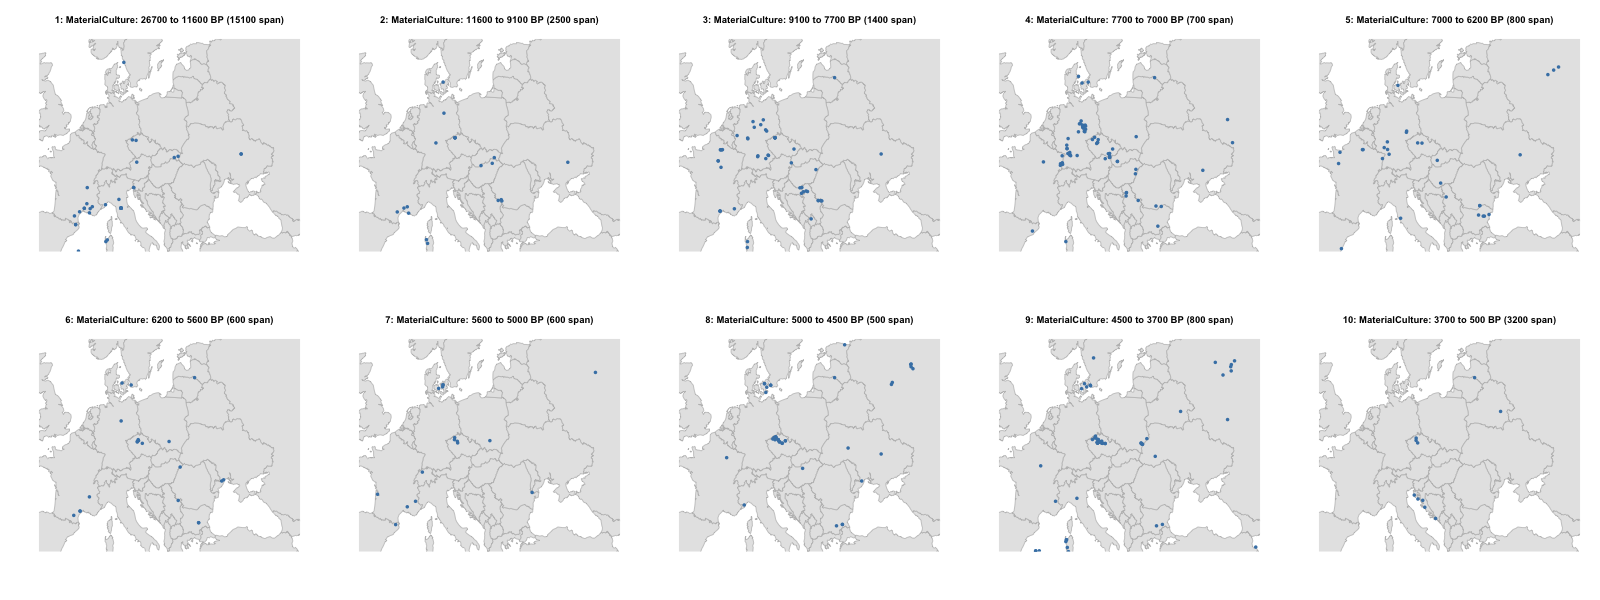 1: MaterialCulture: 26700 to 11600 BP (15100 span)
2: MaterialCulture: 11600 to 9100 BP (2500 span)
3: MaterialCulture: 9100 to 7700 BP (1400 span)
4: MaterialCulture: 7700 to 7000 BP (700 span)
5: MaterialCulture: 7000 to 6200 BP (800 span)
6: MaterialCulture: 6200 to 5600 BP (600 span)
7: MaterialCulture: 5600 to 5000 BP (600 span)
8: MaterialCulture: 5000 to 4500 BP (500 span)
9: MaterialCulture: 4500 to 3700 BP (800 span)
10: MaterialCulture: 3700 to 500 BP (3200 span)